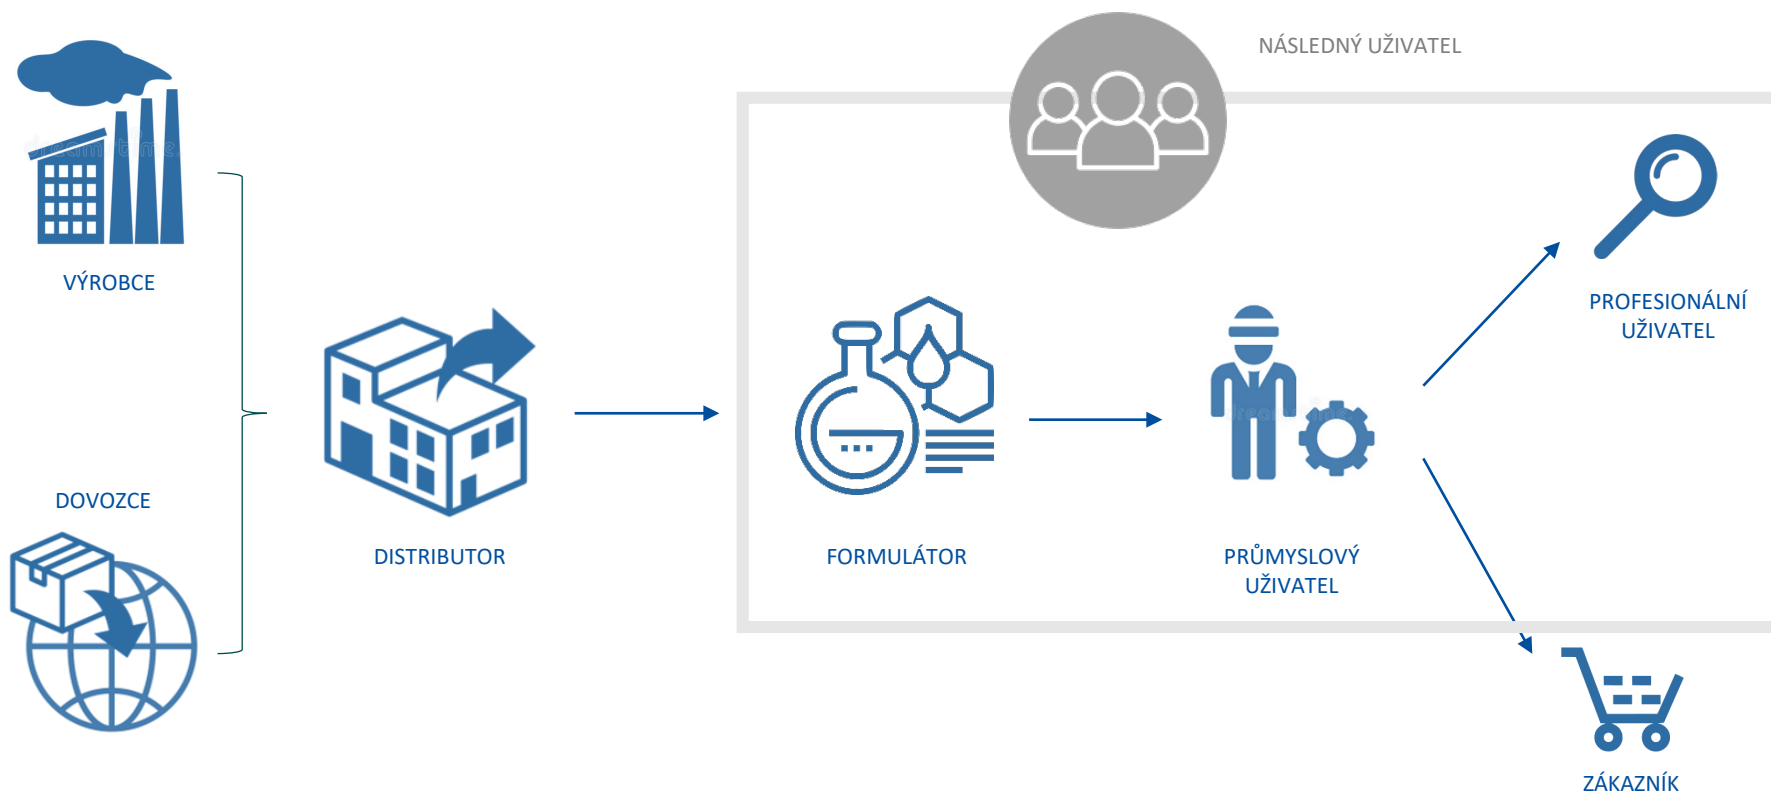 NÁSLEDNÝ UŽIVATEL
VÝROBCE
PROFESIONÁLNÍ
UŽIVATEL
DOVOZCE
DISTRIBUTOR
FORMULÁTOR
PRŮMYSLOVÝ
UŽIVATEL
ZÁKAZNÍK